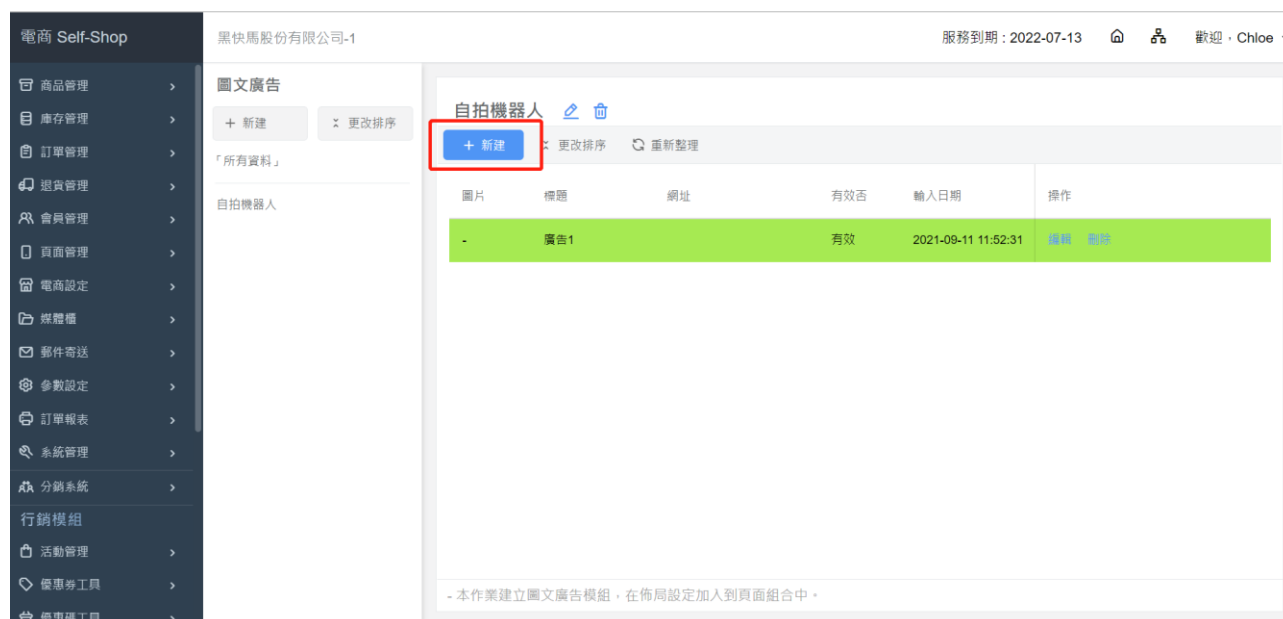 電商 Self-Shop
黑快馬股份有限公司-1
服務到期：2022-07-13
歡迎，Chloe
商品管理
庫存管理
訂單管理
退貨管理
會員管理
頁面管理
電商設定
媒體櫃
郵件寄送
參數設定
訂單報表
系統管理
分銷系統
行銷模組
活動管理
優惠券工具
優惠碼工具
圖文廣告
+ 新建
更改排序
「所有資料」
自拍機器人
自拍機器人
+ 新建
更改排序
重新整理
圖片 標題 網址 有效否 輸入日期 操作
- 廣告1 有效 2021-09-11 11:52:31 編輯 刪除
- 本作業建立圖文廣告模組，在佈局設定加入到頁面組合中。